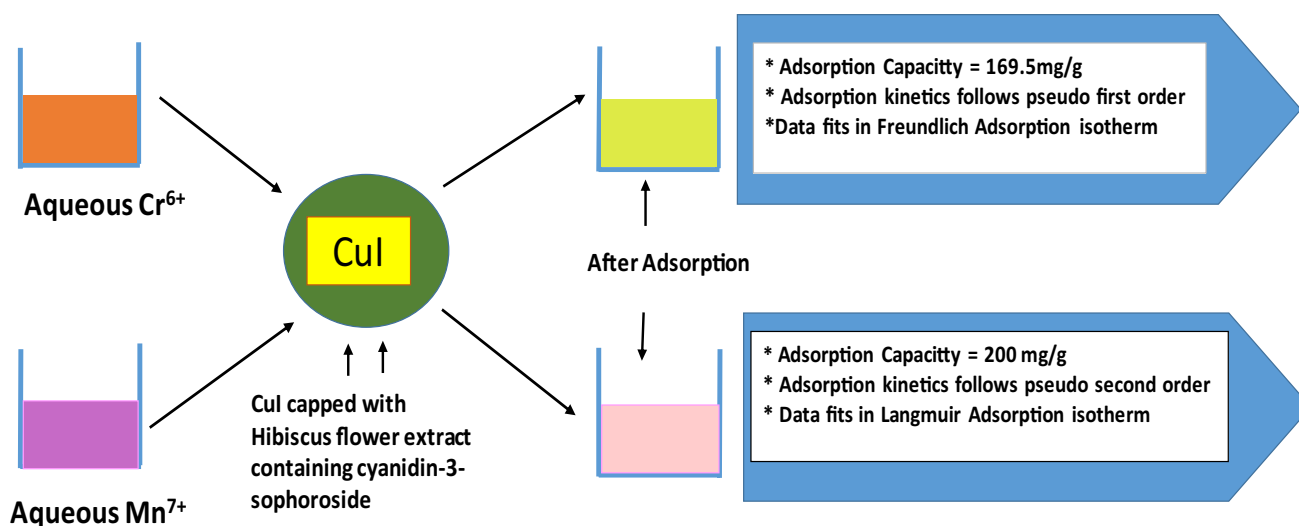 * Adsorption Capacitty = 169.5mg/g
* Adsorption kinetics follows pseudo first order
*Data fits in Freundlich Adsorption isotherm
Aqueous Cr⁶⁺
CuI
After Adsorption
CuI capped with
Hibiscus flower extract
containing cyanidin-3-
sophoroside
Aqueous Mn⁷⁺
* Adsorption Capacitty = 200 mg/g
* Adsorption kinetics follows pseudo second order
* Data fits in Langmuir Adsorption isotherm